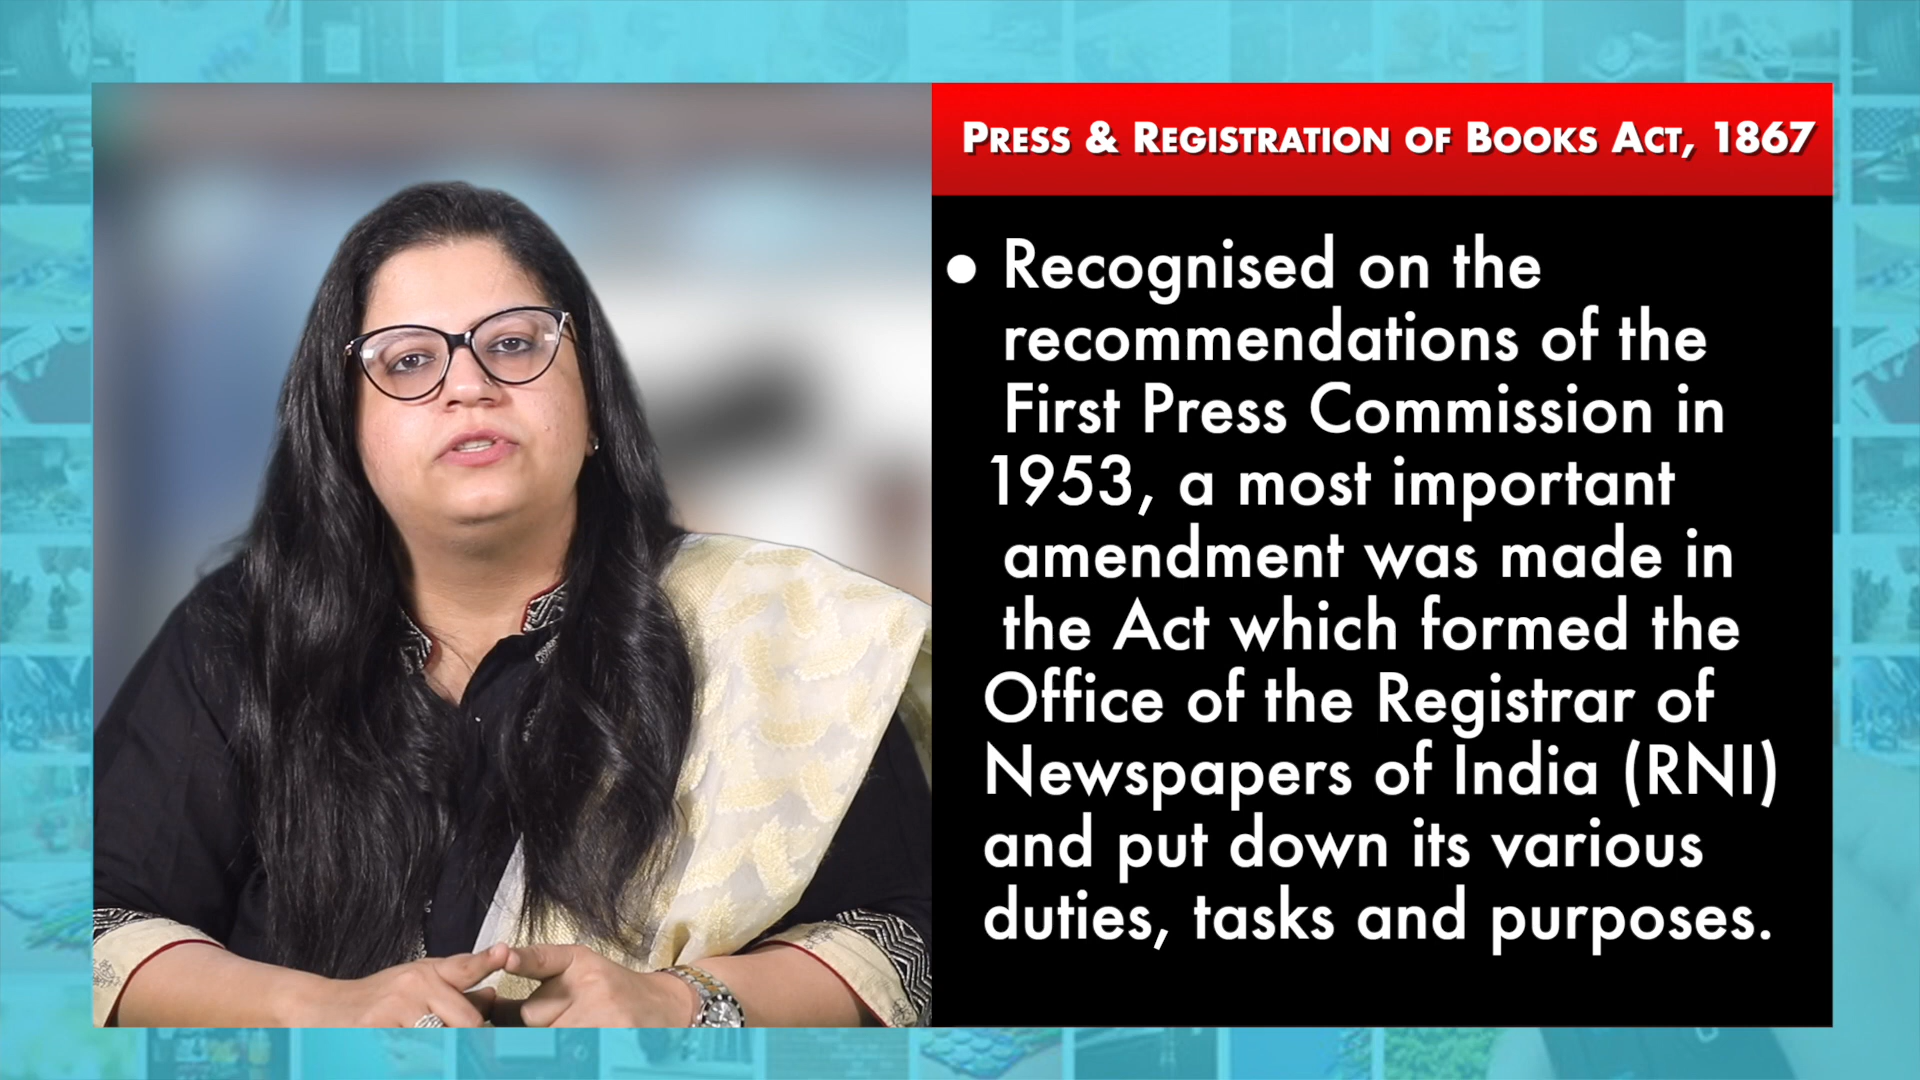 PRESS & REGISTRATION OF BOOKS ACT, 1867
● Recognised on the
recommendations of the
First Press Commission in
1953, a most important
amendment was made in
the Act which formed the
Office of the Registrar of
Newspapers of India (RNI)
and put down its various
duties, tasks and purposes.